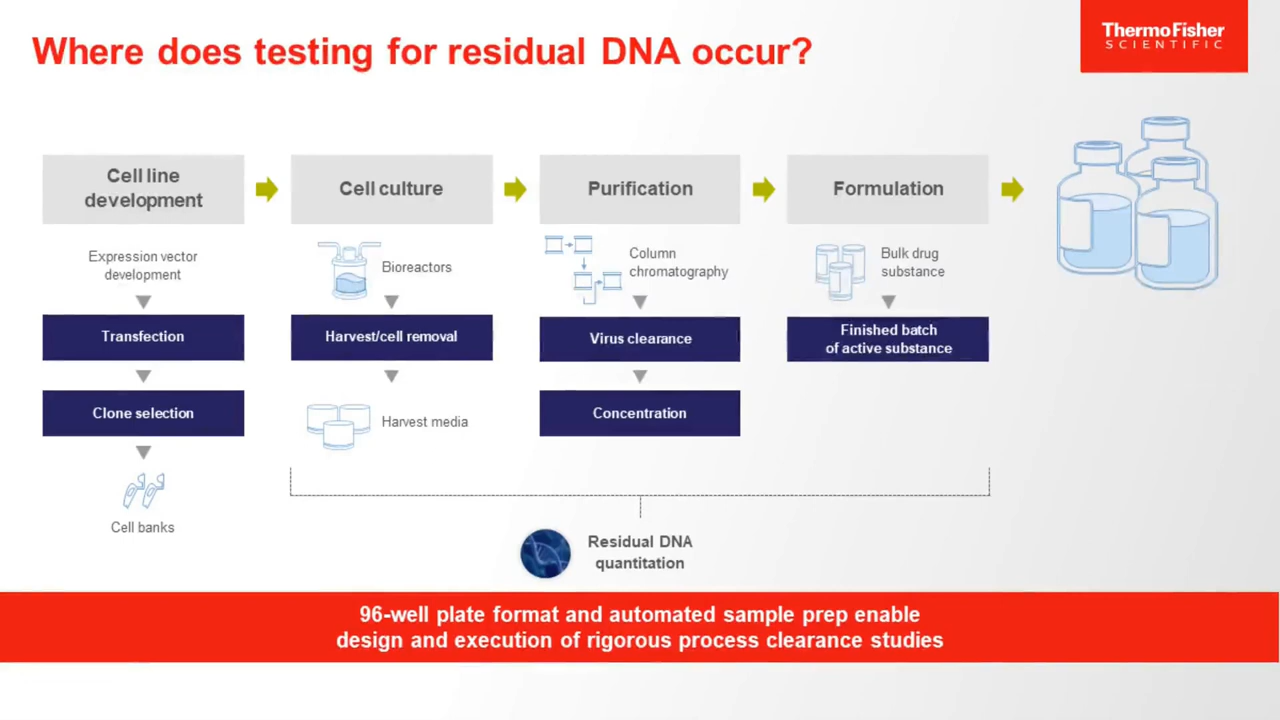 Where does testing for residual DNA occur?
ThermoFisher
SCIENTIFIC
Cell line
development
Expression vector
development
Transfection
Clone selection
Cell banks
Cell culture
Bioreactors
Harvest/cell removal
Harvest media
Purification
Column
chromatography
Virus clearance
Concentration
Formulation
Bulk drug
substance
Finished batch
of active substance
Residual DNA
quantitation
96-well plate format and automated sample prep enable
design and execution of rigorous process clearance studies